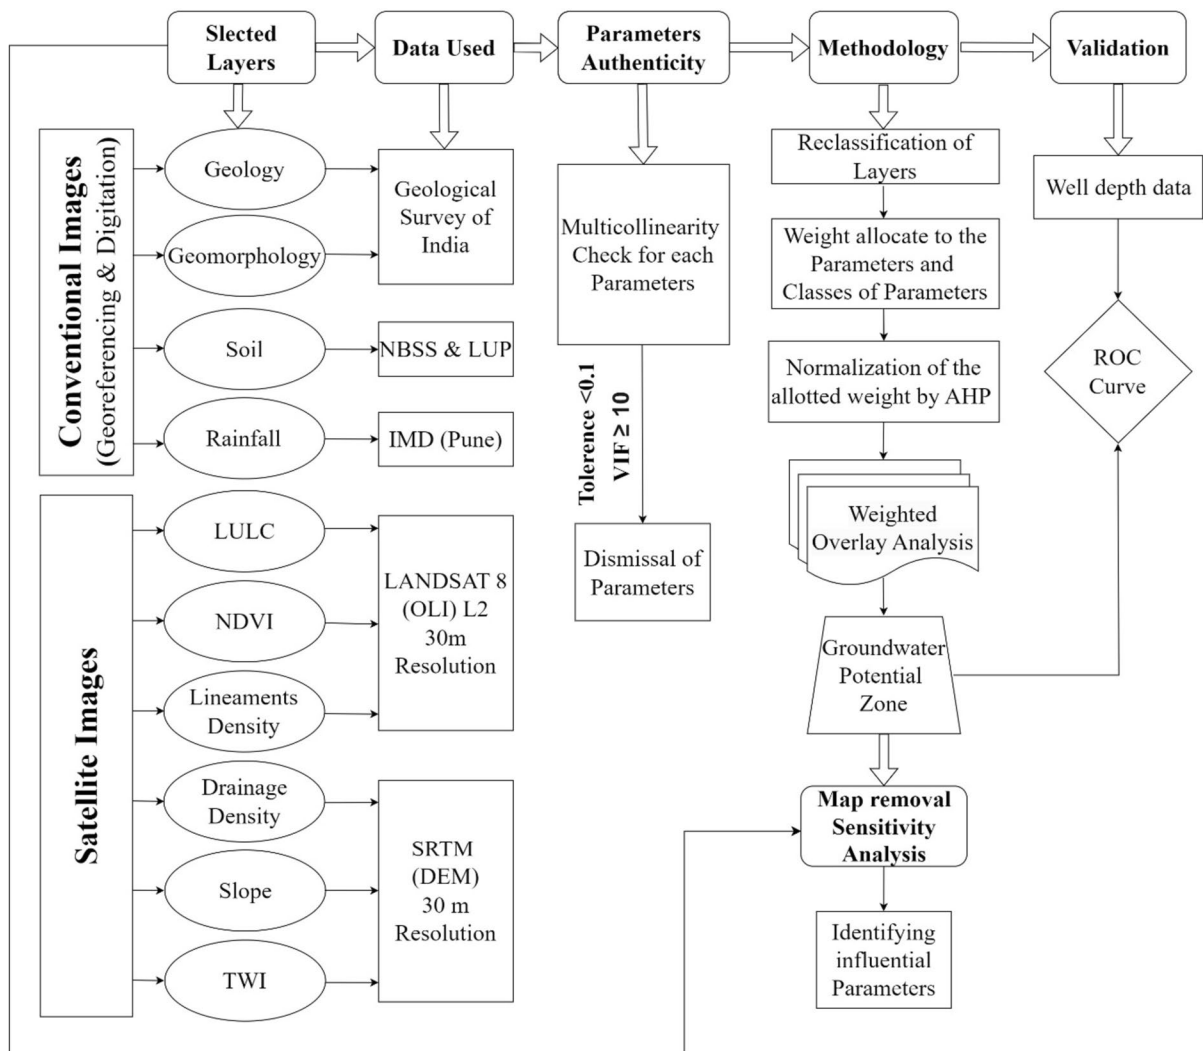 Slected
Layers
Data Used
Parameters
Authenticity
Methodology
Validation
Conventional Images
(Georeferencing & Digitation)
Geology
Geomorphology
Soil
Rainfall
Geological
Survey of
India
NBSS & LUP
IMD (Pune)
Satellite Images
LULC
NDVI
Lineaments
Density
Drainage
Density
Slope
TWI
LANDSAT 8
(OLI) L2
30m
Resolution
SRTM
(DEM)
30 m
Resolution
Multicollinearity
Check for each
Parameters
Tolerence <0.1
VIF ≥ 10
Dismissal of
Parameters
Reclassification of
Layers
Weight allocate to the
Parameters and
Classes of Parameters
Normalization of the
allotted weight by AHP
Weighted
Overlay Analysis
Groundwater
Potential
Zone
Map removal
Sensitivity
Analysis
Identifying
influential
Parameters
Well depth data
ROC
Curve